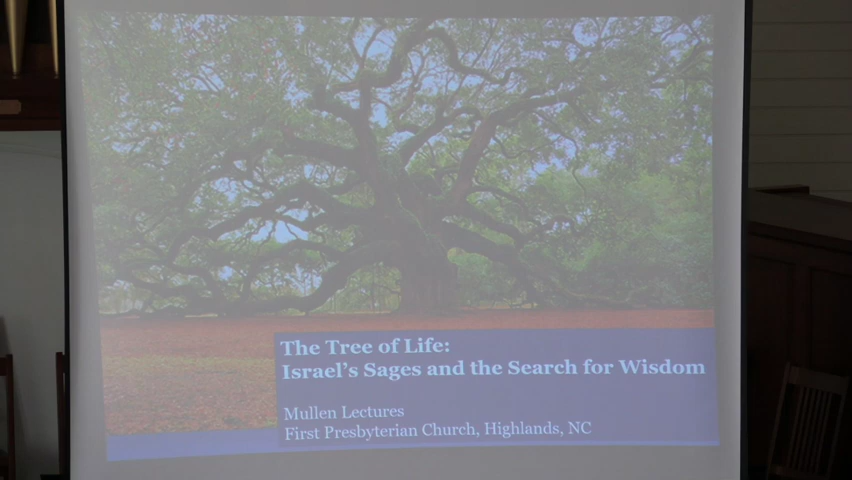 The Tree of Life:
Israel's Sages and the Search for Wisdom
Mullen Lectures
First Presbyterian Church, Highlands, NC